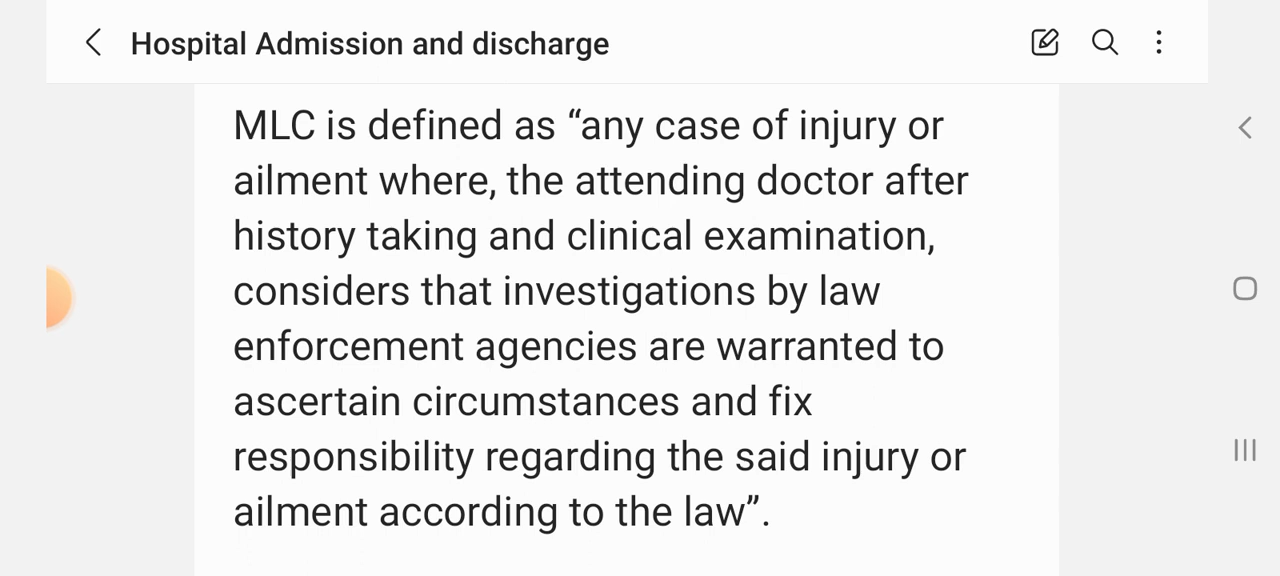 Hospital Admission and discharge
MLC is defined as “any case of injury or
ailment where, the attending doctor after
history taking and clinical examination,
considers that investigations by law
enforcement agencies are warranted to
ascertain circumstances and fix
responsibility regarding the said injury or
ailment according to the law”.